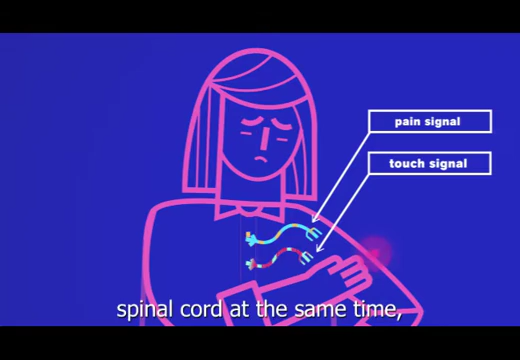 pain signal
touch signal
spinal cord at the same time,